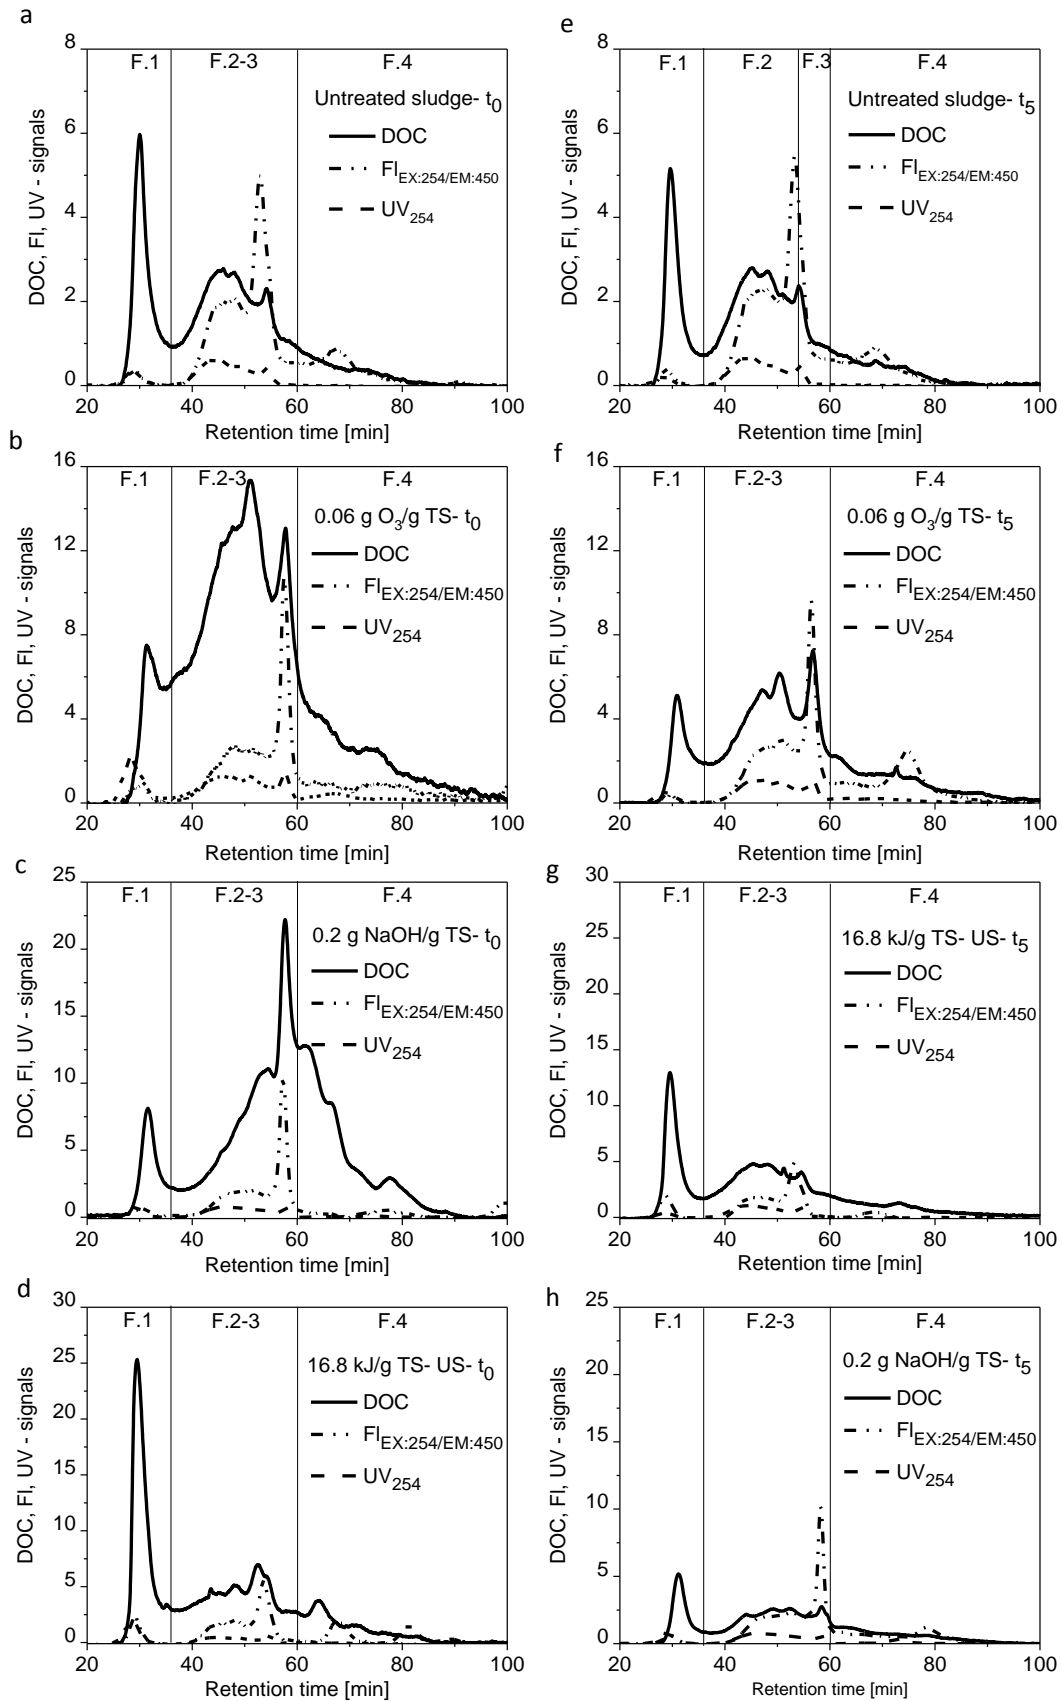 a
8
F.1 F.2-3 F.4
Untreated sludge- t0
DOC
FlEX:254/EM:450
UV254
6
4
2
0
DOC, Fl, UV - signals
20 40 60 80 100
Retention time [min]
e
8
F.1 F.2 F.3 F.4
Untreated sludge- t5
DOC
FlEX:254/EM:450
UV254
6
4
2
0
DOC, Fl, UV - signals
20 40 60 80 100
Retention time [min]
b
16
F.1 F.2-3 F.4
0.06 g O3/g TS- t0
DOC
FlEX:254/EM:450
UV254
12
8
4
0
DOC, Fl, UV - signals
20 40 60 80 100
Retention time [min]
f
16
F.1 F.2-3 F.4
0.06 g O3/g TS- t5
DOC
FlEX:254/EM:450
UV254
12
8
4
0
DOC, Fl, UV - signals
20 40 60 80 100
Retention time [min]
c
25
F.1 F.2-3 F.4
0.2 g NaOH/g TS- t0
DOC
FlEX:254/EM:450
UV254
20
15
10
5
0
DOC, Fl, UV - signals
20 40 60 80 100
Retention time [min]
g
30
F.1 F.2-3 F.4
16.8 kJ/g TS- US- t5
DOC
FlEX:254/EM:450
UV254
25
20
15
10
5
0
DOC, Fl, UV - signals
20 40 60 80 100
Retention time [min]
d
30
F.1 F.2-3 F.4
16.8 kJ/g TS- US- t0
DOC
FlEX:254/EM:450
UV254
25
20
15
10
5
0
DOC, Fl, UV - signals
20 40 60 80 100
Retention time [min]
h
25
F.1 F.2-3 F.4
0.2 g NaOH/g TS- t5
DOC
FlEX:254/EM:450
UV254
20
15
10
5
0
DOC, Fl, UV - signals
20 40 60 80 100
Retention time [min]